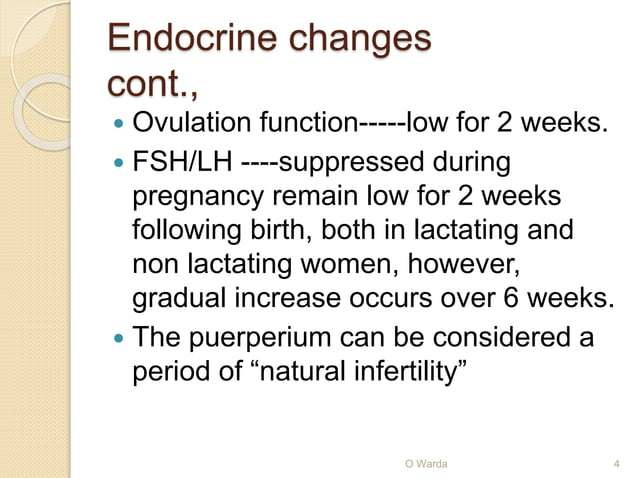 Endocrine changes
cont.,
• Ovulation function-----low for 2 weeks.
• FSH/LH ----suppressed during
pregnancy remain low for 2 weeks
following birth, both in lactating and
non lactating women, however,
gradual increase occurs over 6 weeks.
• The puerperium can be considered a
period of “natural infertility”
O Warda
4